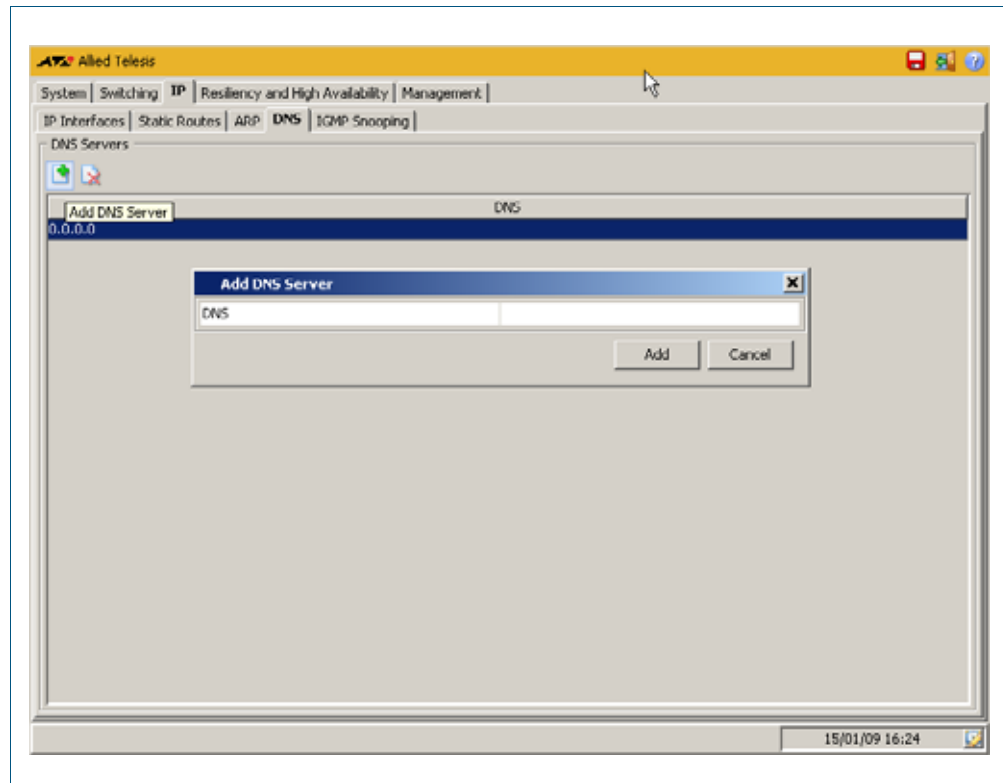 Allied Telesis
System Switching IP Resiliency and High Availability Management
IP Interfaces Static Routes ARP DNS IGMP Snooping
DNS Servers
DNS
Add DNS Server
0.0.0.0
Add DNS Server
DNS
Add Cancel
15/01/09 16:24